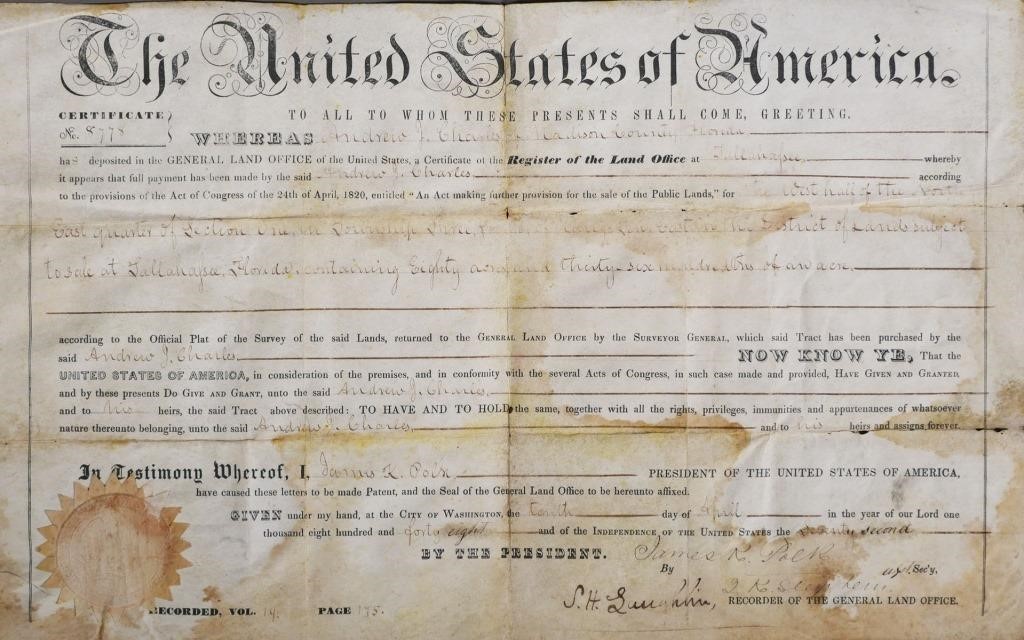 The United States of America.
CERTIFICATE
No. 8778
TO ALL TO WHOM THESE PRESENTS SHALL COME, GREETING.
WHEREAS Andrew J. Charles of Madison County Florida
has deposited in the GENERAL LAND OFFICE of the United States, a Certificate of the Register of the Land Office at Tallahassee whereby
it appears that full payment has been made by the said Andrew J. Charles according
to the provisions of the Act of Congress of the 24th of April, 1820, entitled "An Act making further provision for the sale of the Public Lands," for the West half of the North
East quarter of Section One, in Township Three, of Range East in the District of Lands subject
to sale at Tallahassee, Florida, containing Eighty acres and thirty six hundredths of an acre,
according to the Official Plat of the Survey of the said Lands, returned to the GENERAL LAND OFFICE by the SURVEYOR GENERAL, which said Tract has been purchased by the
said Andrew J. Charles, NOW KNOW YE, That the
UNITED STATES OF AMERICA, in consideration of the premises, and in conformity with the several Acts of Congress, in such case made and provided, HAVE GIVEN AND GRANTED,
and by these presents DO GIVE AND GRANT, unto the said Andrew J. Charles,
and to his heirs, the said Tract above described: TO HAVE AND TO HOLD the same, together with all the rights, privileges, immunities and appurtenances of whatsoever
nature thereunto belonging, unto the said Andrew J. Charles, and to his heirs and assigns forever.
In Testimony Whereof, I, James K. Polk PRESIDENT OF THE UNITED STATES OF AMERICA,
have caused these letters to be made Patent, and the Seal of the General Land Office to be hereunto affixed.
GIVEN under my hand, at the CITY OF WASHINGTON, the tenth day of April in the year of our Lord one
thousand eight hundred and forty eight and of the INDEPENDENCE OF THE UNITED STATES the seventy second
BY THE PRESIDENT. James K. Polk
By asst. Sec'y,
S. H. Laughlin, RECORDER OF THE GENERAL LAND OFFICE.
RECORDED, VOL. 14. PAGE 175.